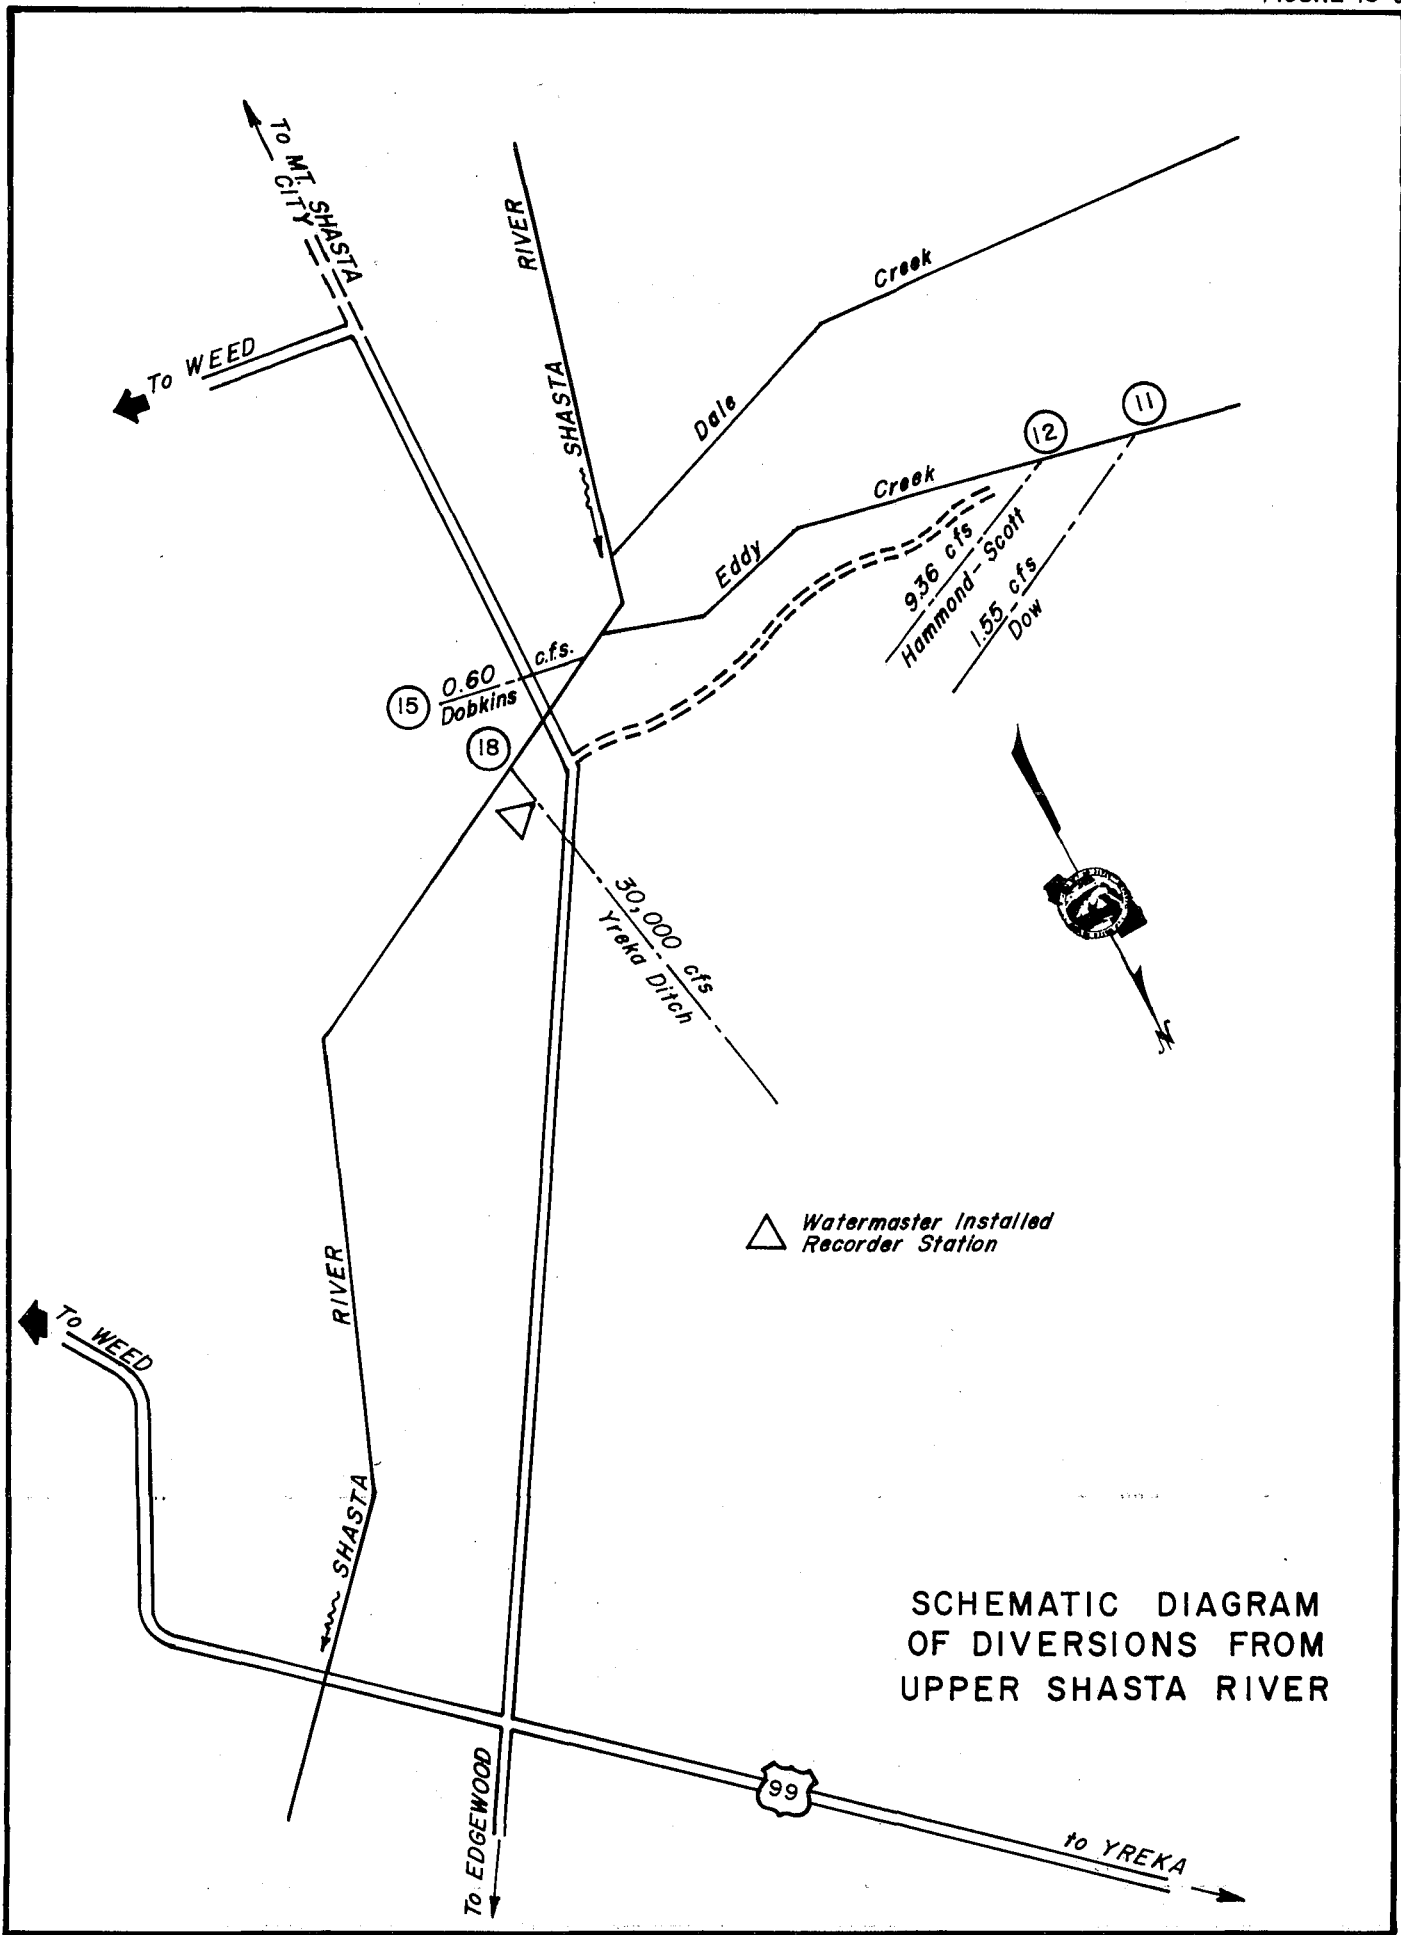 To MT. SHASTA
CITY
RIVER
SHASTA
To WEED
Creek
Dale
11
12
Creek
Eddy
9.36 cfs
Hammond - Scott
1.55 cfs
Dow
15
0.60 c.f.s.
Dobkins
18
30,000 cfs
Yreka Ditch
N
Watermaster Installed
Recorder Station
RIVER
SHASTA
To WEED
SCHEMATIC DIAGRAM
OF DIVERSIONS FROM
UPPER SHASTA RIVER
99
To EDGEWOOD
to YREKA